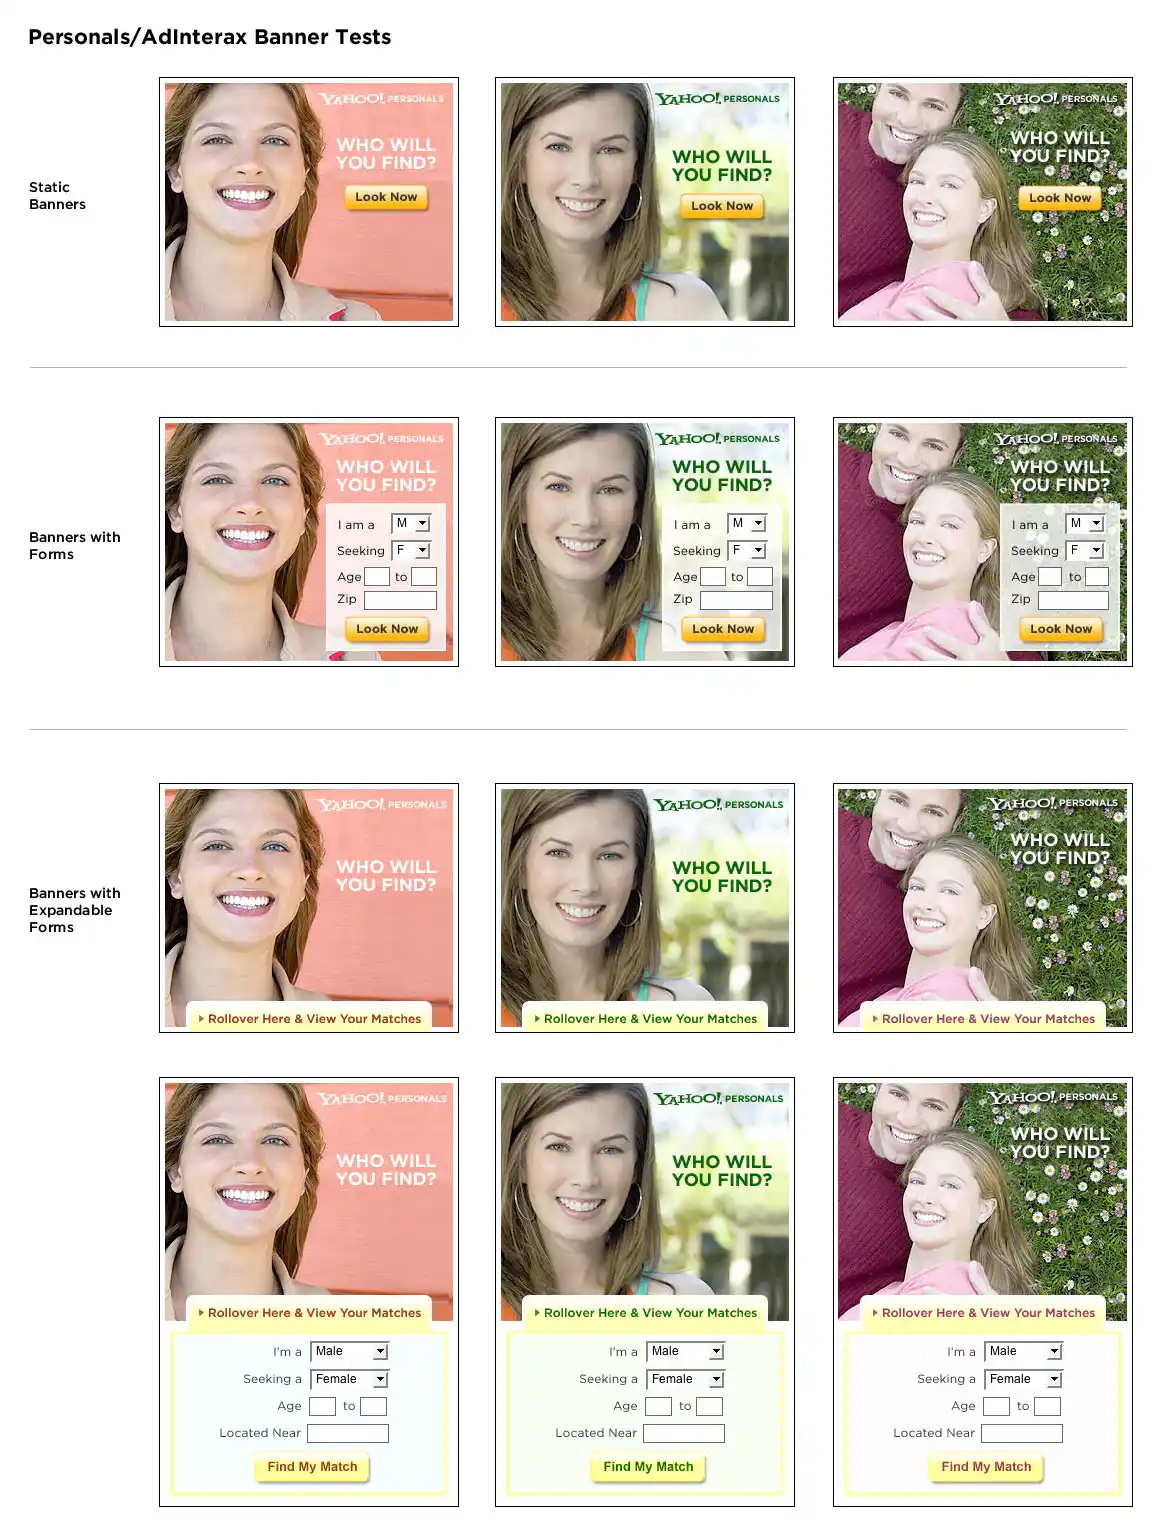 Personals/AdInterax Banner Tests
Static
Banners
YAHOO! PERSONALS
WHO WILL
YOU FIND?
Look Now
YAHOO! PERSONALS
WHO WILL
YOU FIND?
Look Now
YAHOO! PERSONALS
WHO WILL
YOU FIND?
Look Now
Banners with
Forms
YAHOO! PERSONALS
WHO WILL
YOU FIND?
I am a M
Seeking F
Age to
Zip
Look Now
YAHOO! PERSONALS
WHO WILL
YOU FIND?
I am a M
Seeking F
Age to
Zip
Look Now
YAHOO! PERSONALS
WHO WILL
YOU FIND?
I am a M
Seeking F
Age to
Zip
Look Now
Banners with
Expandable
Forms
YAHOO! PERSONALS
WHO WILL
YOU FIND?
Rollover Here & View Your Matches
YAHOO! PERSONALS
WHO WILL
YOU FIND?
Rollover Here & View Your Matches
YAHOO! PERSONALS
WHO WILL
YOU FIND?
Rollover Here & View Your Matches
YAHOO! PERSONALS
WHO WILL
YOU FIND?
Rollover Here & View Your Matches
I'm a Male
Seeking a Female
Age to
Located Near
Find My Match
YAHOO! PERSONALS
WHO WILL
YOU FIND?
Rollover Here & View Your Matches
I'm a Male
Seeking a Female
Age to
Located Near
Find My Match
YAHOO! PERSONALS
WHO WILL
YOU FIND?
Rollover Here & View Your Matches
I'm a Male
Seeking a Female
Age to
Located Near
Find My Match